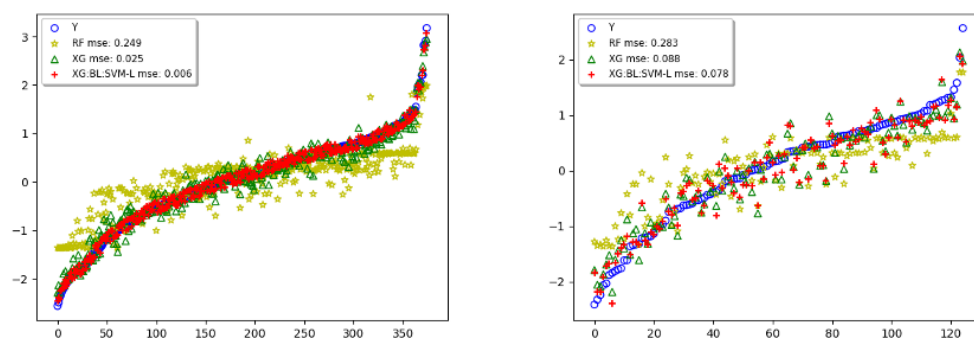 Y
RF mse: 0.249
XG mse: 0.025
XG:BL:SVM-L mse: 0.006
3
2
1
0
−1
−2
0 50 100 150 200 250 300 350
Y
RF mse: 0.283
XG mse: 0.088
XG:BL:SVM-L mse: 0.078
2
1
0
−1
−2
0 20 40 60 80 100 120